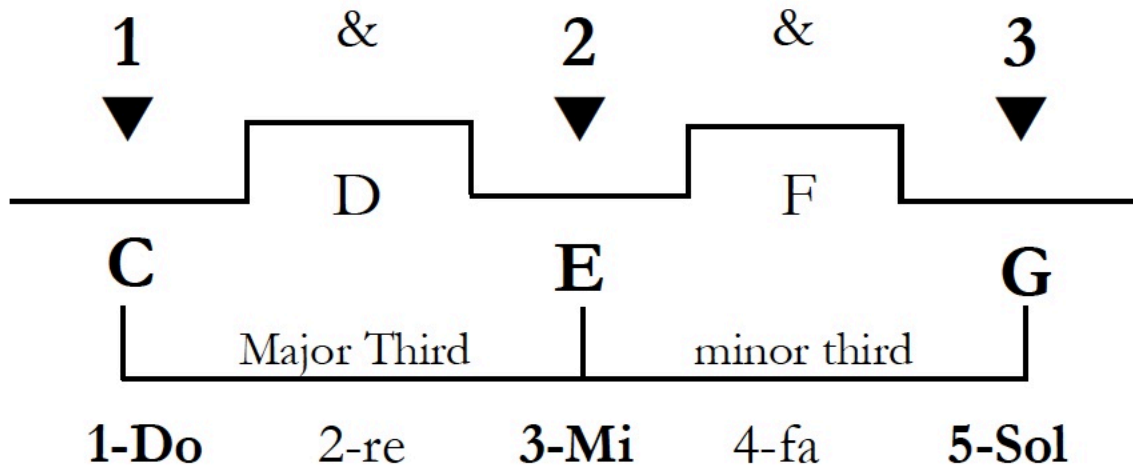 1 & 2 & 3
D F
C E G
Major Third minor third
1-Do 2-re 3-Mi 4-fa 5-Sol